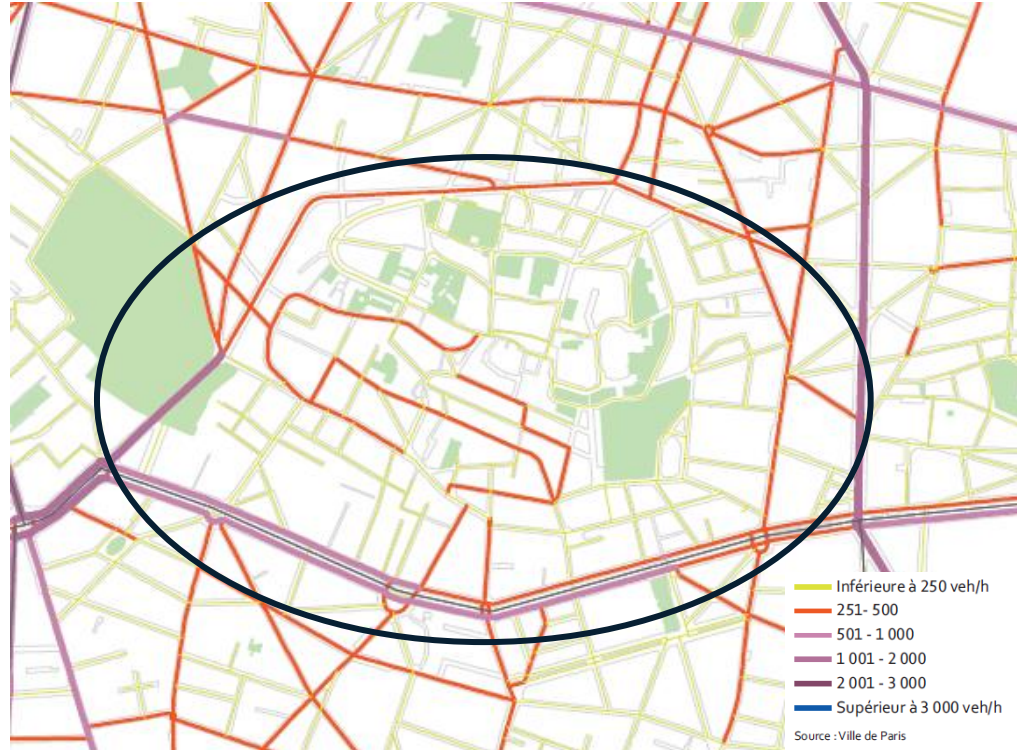 Inférieure à 250 veh/h
251- 500
501 - 1 000
1 001 - 2 000
2 001 - 3 000
Supérieur à 3 000 veh/h
Source : Ville de Paris